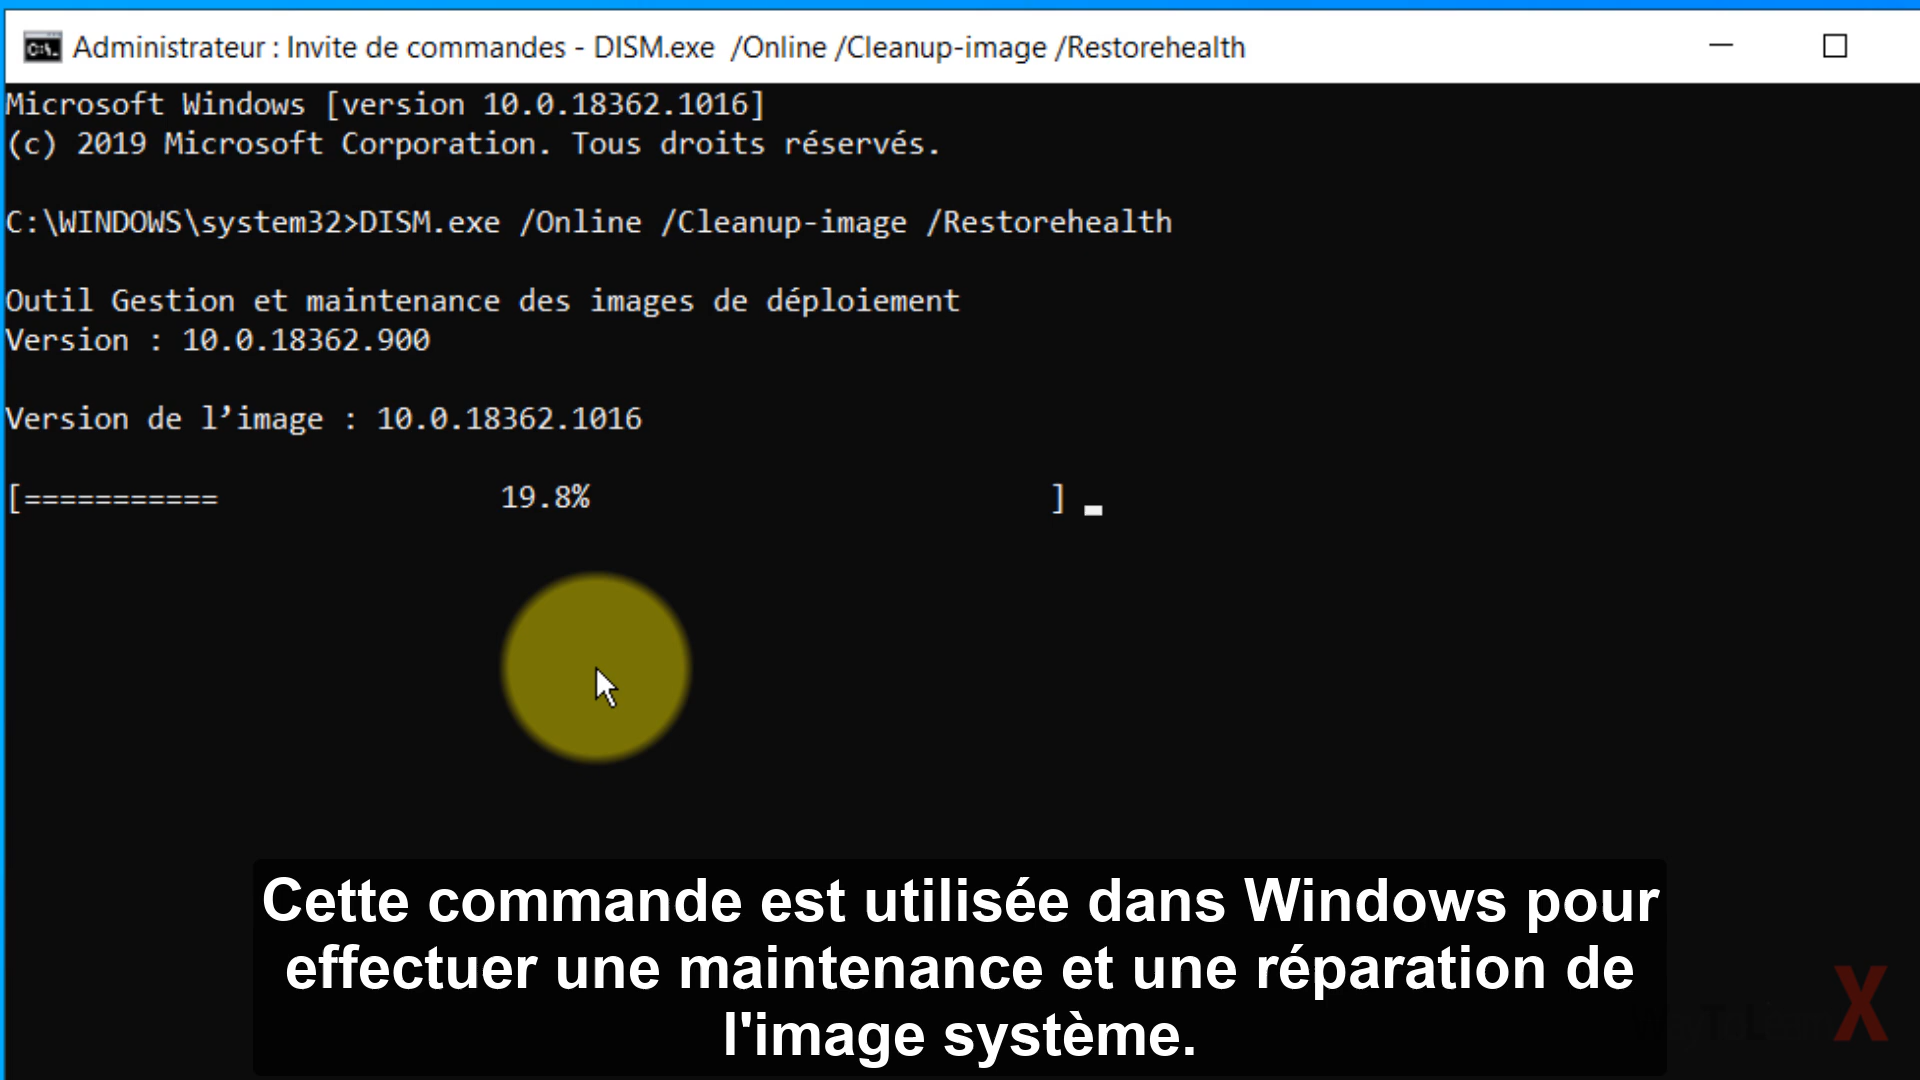 Administrateur : Invite de commandes - DISM.exe  /Online /Cleanup-image /Restorehealth
Microsoft Windows [version 10.0.18362.1016]
(c) 2019 Microsoft Corporation. Tous droits réservés.
C:\WINDOWS\system32>DISM.exe /Online /Cleanup-image /Restorehealth
Outil Gestion et maintenance des images de déploiement
Version : 10.0.18362.900
Version de l’image : 10.0.18362.1016
[===========                19.8%                          ]
Cette commande est utilisée dans Windows pour
effectuer une maintenance et une réparation de
l'image système.
X